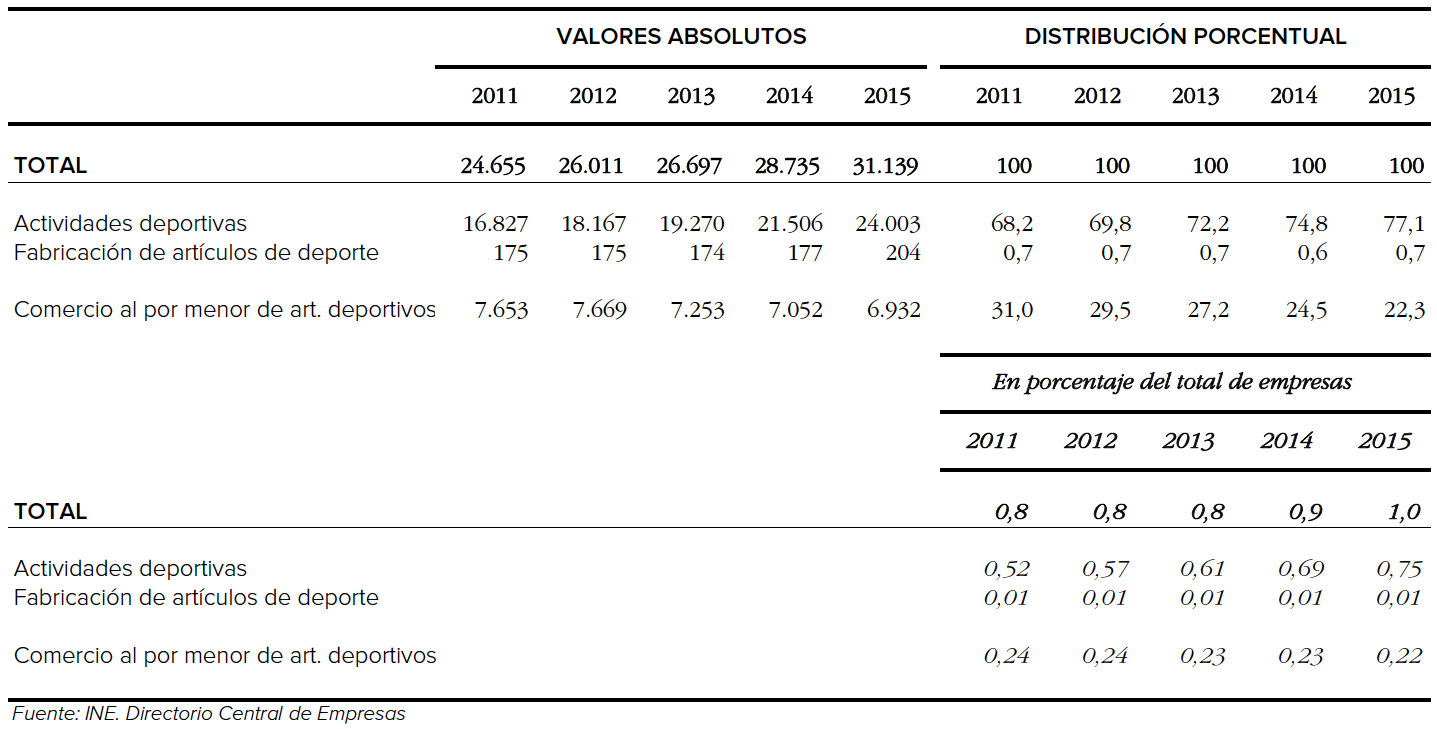 VALORES ABSOLUTOS DISTRIBUCIÓN PORCENTUAL
2011 2012 2013 2014 2015 2011 2012 2013 2014 2015
TOTAL 24.655 26.011 26.697 28.735 31.139 100 100 100 100 100
Actividades deportivas 16.827 18.167 19.270 21.506 24.003 68,2 69,8 72,2 74,8 77,1
Fabricación de artículos de deporte 175 175 174 177 204 0,7 0,7 0,7 0,6 0,7
Comercio al por menor de art. deportivos 7.653 7.669 7.253 7.052 6.932 31,0 29,5 27,2 24,5 22,3
En porcentaje del total de empresas
2011 2012 2013 2014 2015
TOTAL 0,8 0,8 0,8 0,9 1,0
Actividades deportivas 0,52 0,57 0,61 0,69 0,75
Fabricación de artículos de deporte 0,01 0,01 0,01 0,01 0,01
Comercio al por menor de art. deportivos 0,24 0,24 0,23 0,23 0,22
Fuente: INE. Directorio Central de Empresas